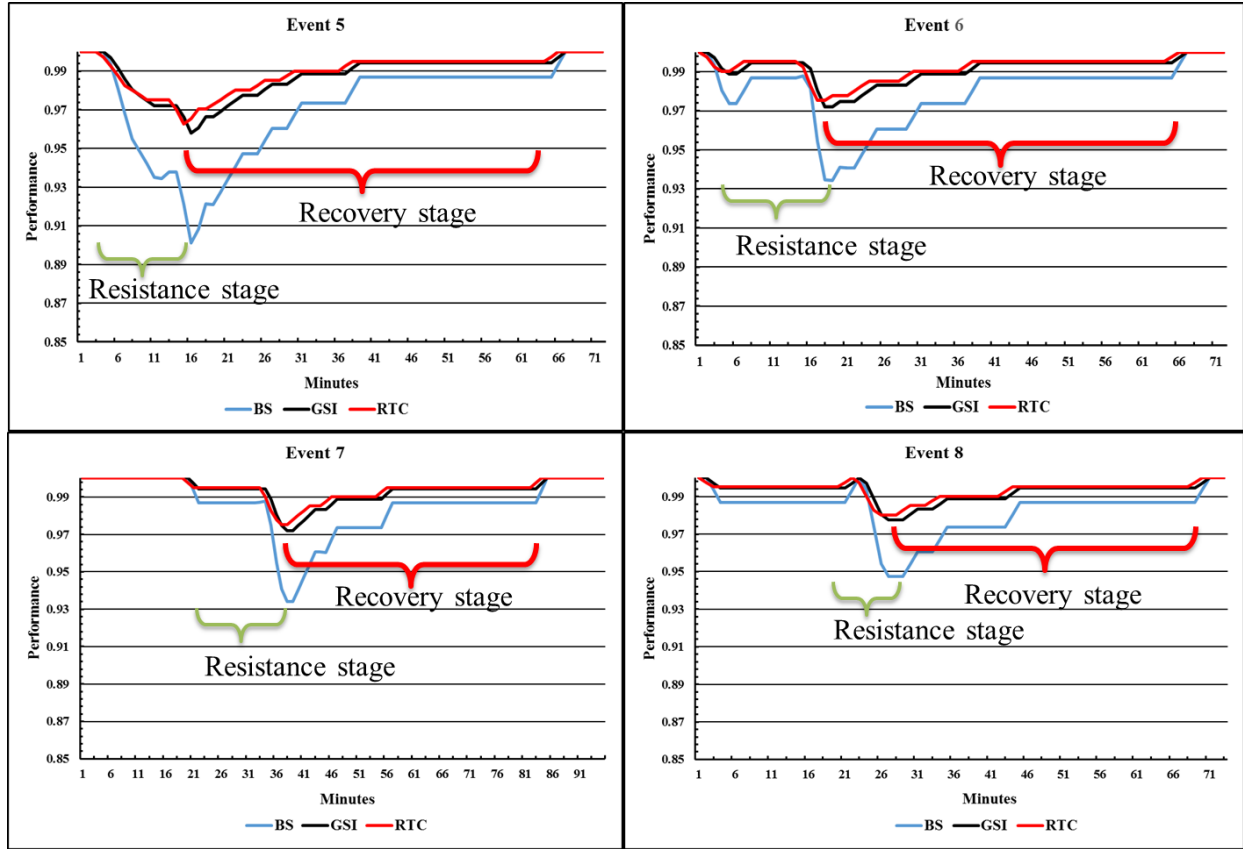 Event 5
Performance
0.99
0.97
0.95
0.93
0.91
0.89
0.87
0.85
Recovery stage
Resistance stage
1 6 11 16 21 26 31 36 41 46 51 56 61 66 71
Minutes
BS GSI RTC
Event 6
Performance
0.99
0.97
0.95
0.93
0.91
0.89
0.87
0.85
Recovery stage
Resistance stage
1 6 11 16 21 26 31 36 41 46 51 56 61 66 71
Minutes
BS GSI RTC
Event 7
Performance
0.99
0.97
0.95
0.93
0.91
0.89
0.87
0.85
Recovery stage
Resistance stage
1 6 11 16 21 26 31 36 41 46 51 56 61 66 71 76 81 86 91
Minutes
BS GSI RTC
Event 8
Performance
0.99
0.97
0.95
0.93
0.91
0.89
0.87
0.85
Recovery stage
Resistance stage
1 6 11 16 21 26 31 36 41 46 51 56 61 66 71
Minutes
BS GSI RTC